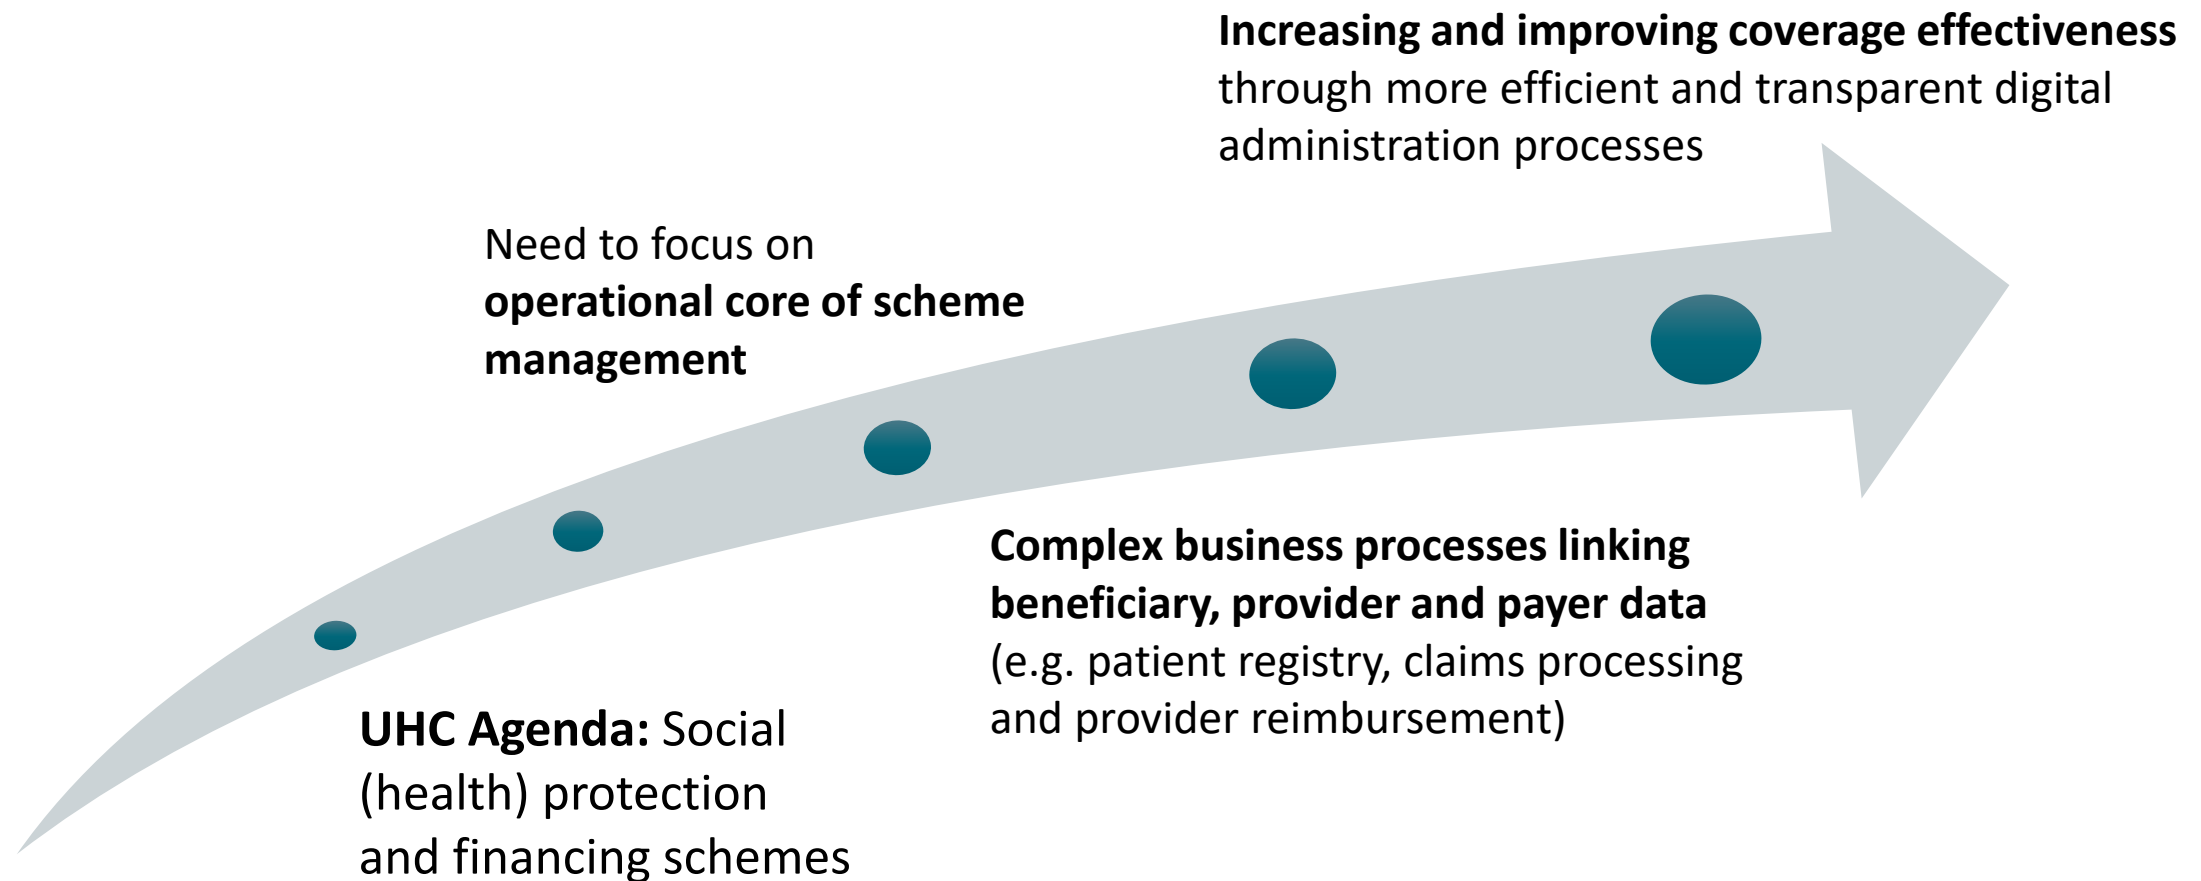 Increasing and improving coverage effectiveness
through more efficient and transparent digital
administration processes
Need to focus on
operational core of scheme
management
Complex business processes linking
beneficiary, provider and payer data
(e.g. patient registry, claims processing
and provider reimbursement)
UHC Agenda: Social
(health) protection
and financing schemes